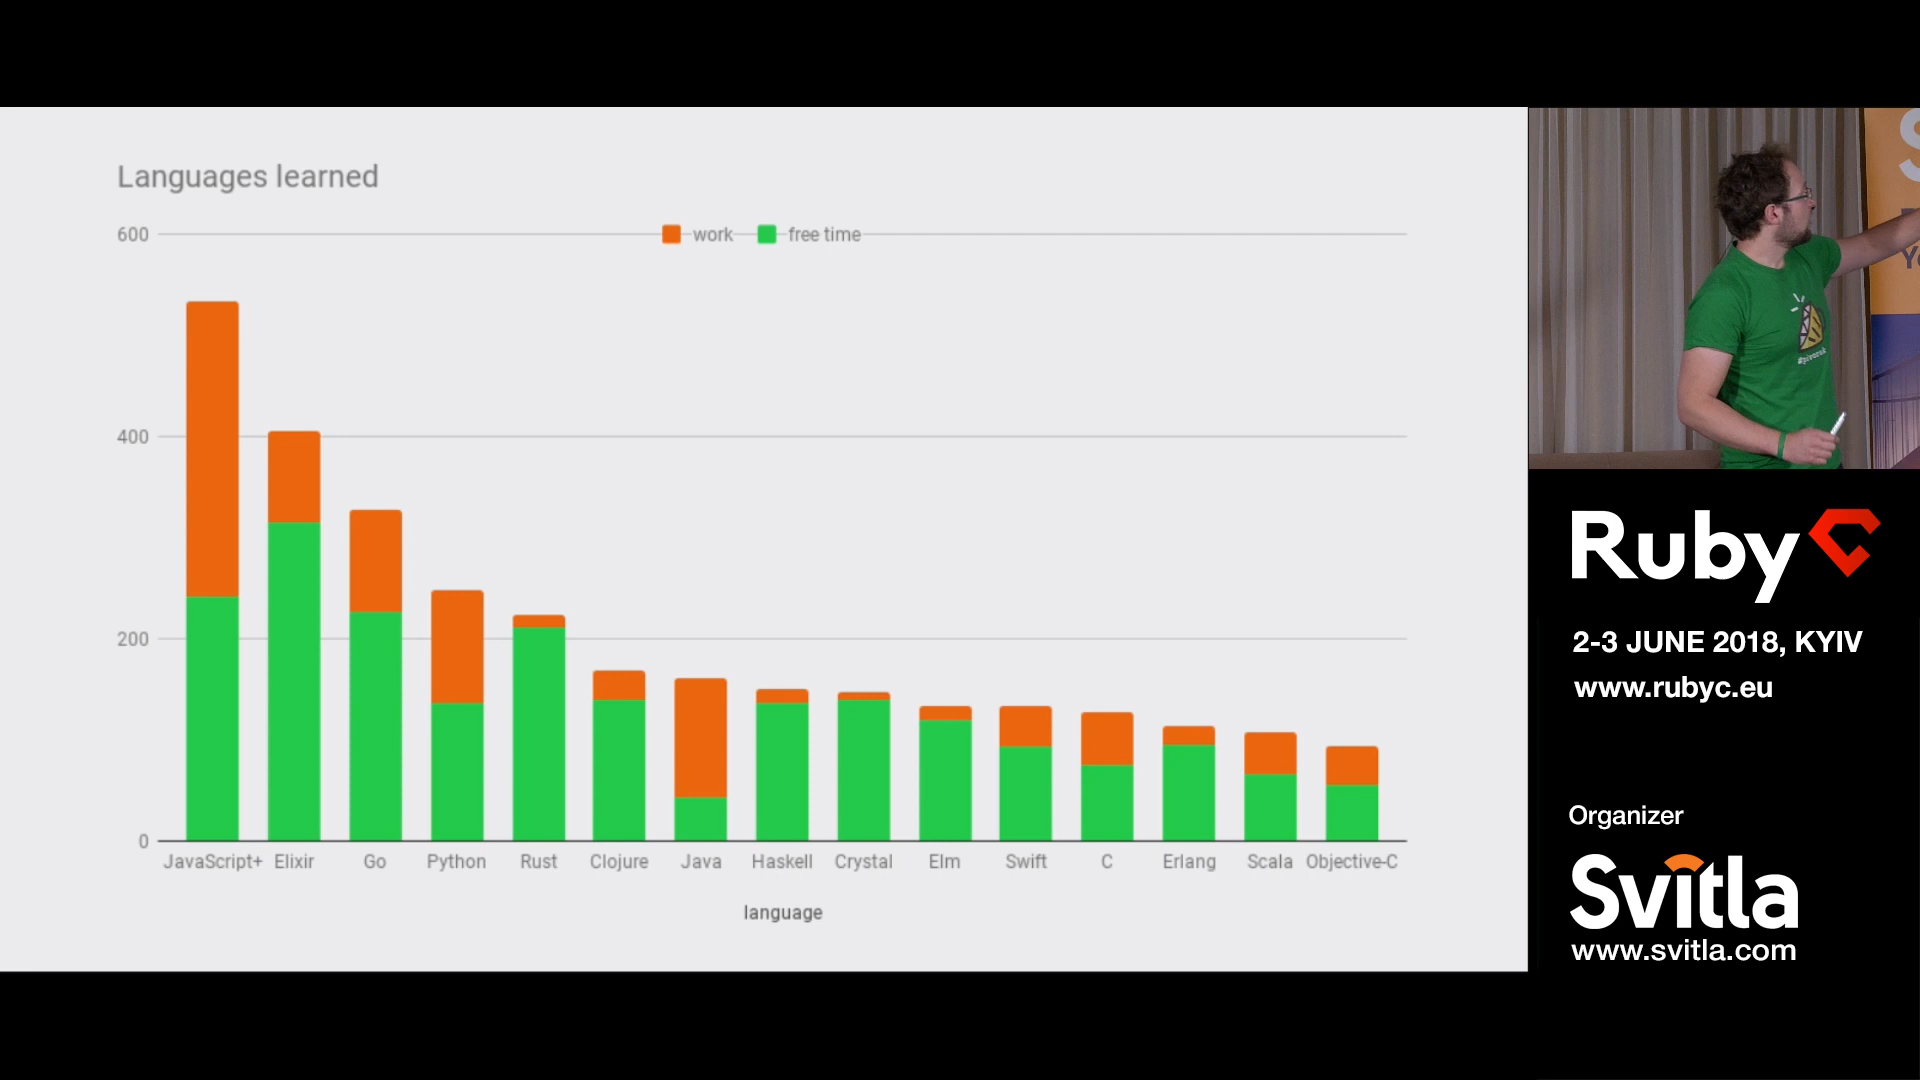 Languages learned
600
work
free time
400
200
0
JavaScript+ Elixir Go Python Rust Clojure Java Haskell Crystal Elm Swift C Erlang Scala Objective-C
language
Ruby
2-3 JUNE 2018, KYIV
www.rubyc.eu
Organizer
Svitla
www.svitla.com